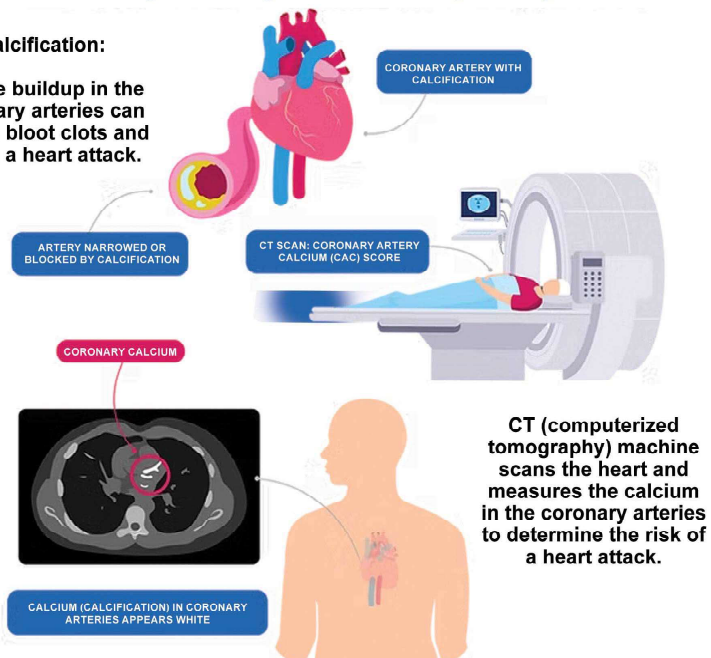 alcification:
e buildup in the
ary arteries can
bloot clots and
a heart attack.
CORONARY ARTERY WITH
CALCIFICATION
ARTERY NARROWED OR
BLOCKED BY CALCIFICATION
CT SCAN: CORONARY ARTERY
CALCIUM (CAC) SCORE
CORONARY CALCIUM
CT (computerized
tomography) machine
scans the heart and
measures the calcium
in the coronary arteries
to determine the risk of
a heart attack.
CALCIUM (CALCIFICATION) IN CORONARY
ARTERIES APPEARS WHITE